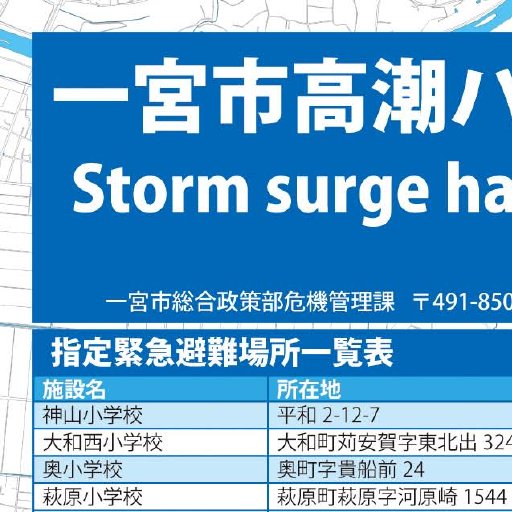 一宮市高潮ハ
Storm surge ha
一宮市総合政策部危機管理課 〒491-850
指定緊急避難場所一覧表
施設名 所在地
神山小学校 平和 2-12-7
大和西小学校 大和町苅安賀字東北出 324
奥小学校 奥町字貴船前 24
萩原小学校 萩原町萩原字河原崎 1544